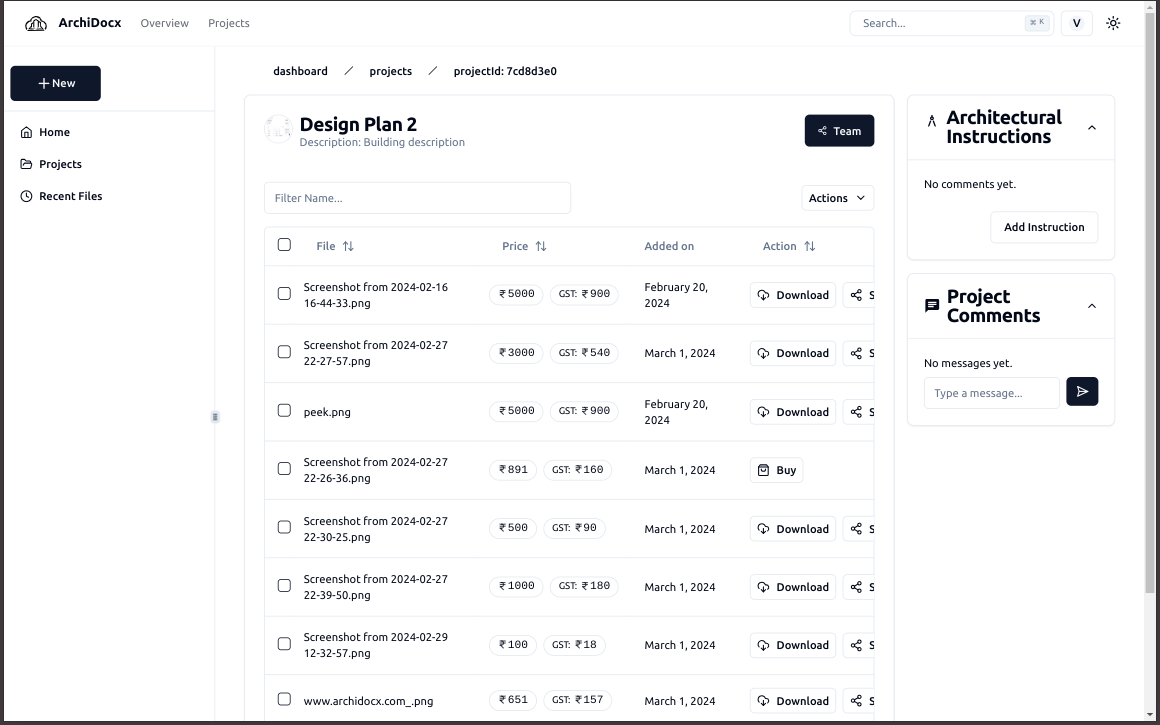 ArchiDocx Overview Projects Search... ⌘ K V
+ New
Home
Projects
Recent Files
dashboard / projects / projectId: 7cd8d3e0
Design Plan 2
Description: Building description
Team
Filter Name...
Actions
File Price Added on Action
Screenshot from 2024-02-16
16-44-33.png
₹5000 GST: ₹900
February 20,
2024
Download S
Screenshot from 2024-02-27
22-27-57.png
₹3000 GST: ₹540
March 1, 2024
Download S
peek.png
₹5000 GST: ₹900
February 20,
2024
Download S
Screenshot from 2024-02-27
22-26-36.png
₹891 GST: ₹160
March 1, 2024
Buy
Screenshot from 2024-02-27
22-30-25.png
₹500 GST: ₹90
March 1, 2024
Download S
Screenshot from 2024-02-27
22-39-50.png
₹1000 GST: ₹180
March 1, 2024
Download S
Screenshot from 2024-02-29
12-32-57.png
₹100 GST: ₹18
March 1, 2024
Download S
www.archidocx.com_.png
₹651 GST: ₹157
March 1, 2024
Download S
Architectural
Instructions
No comments yet.
Add Instruction
Project
Comments
No messages yet.
Type a message...